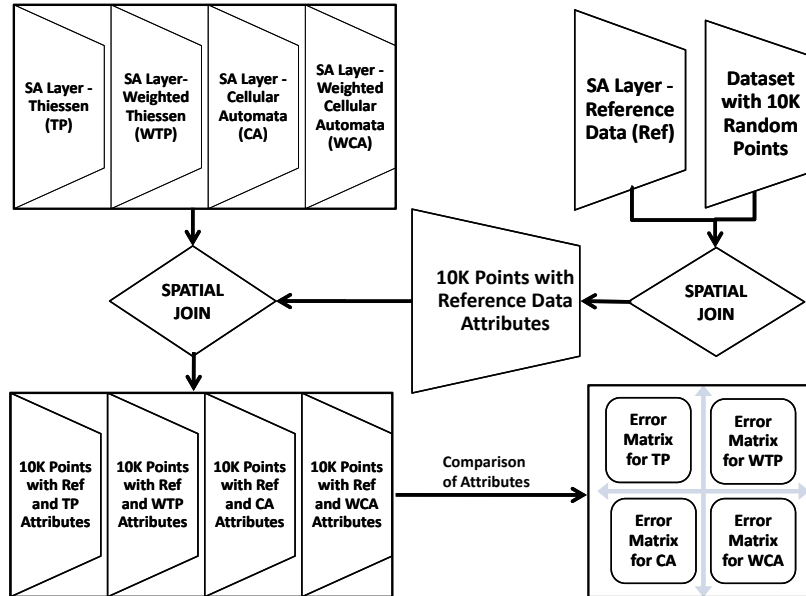 SA Layer -
Thiessen
(TP)
SA Layer-
Weighted
Thiessen
(WTP)
SA Layer -
Cellular
Automata
(CA)
SA Layer -
Weighted
Cellular
Automata
(WCA)
SA Layer -
Reference
Data (Ref)
Dataset
with 10K
Random
Points
SPATIAL
JOIN
10K Points with
Reference Data
Attributes
SPATIAL
JOIN
10K Points
with Ref
and TP
Attributes
10K Points
with Ref
and WTP
Attributes
10K Points
with Ref
and CA
Attributes
10K Points
with Ref
and WCA
Attributes
Comparison
of Attributes
Error
Matrix
for TP
Error
Matrix
for WTP
Error
Matrix
for CA
Error
Matrix
for WCA